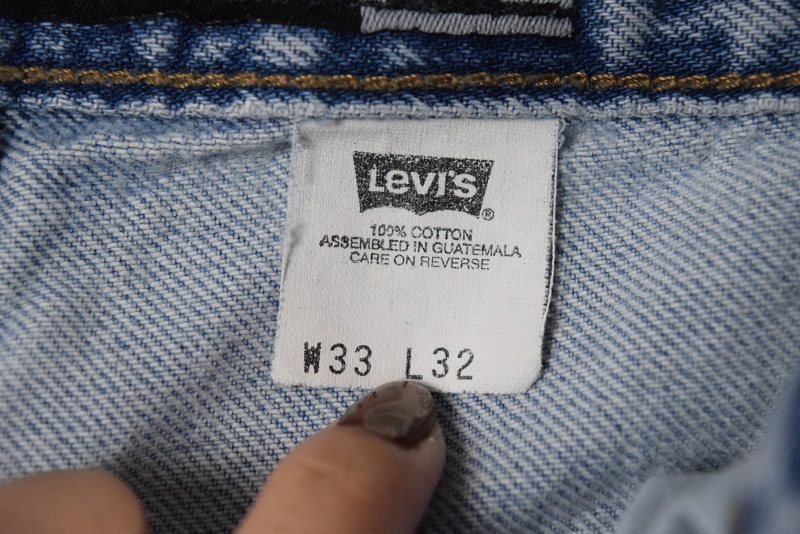 Levi's®
100% COTTON
ASSEMBLED IN GUATEMALA
CARE ON REVERSE
W33 L32